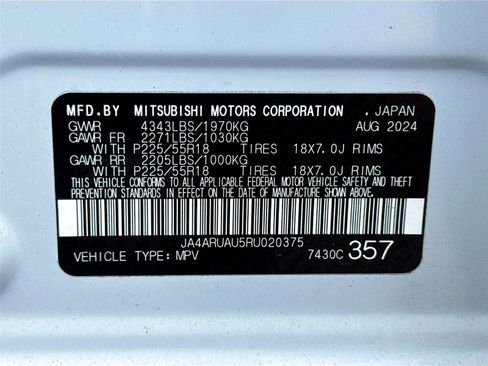 MFD.BY MITSUBISHI MOTORS CORPORATION . JAPAN
GVWR 4343LBS/1970KG AUG 2024
GAWR FR 2271LBS/1030KG
WITH P225/55R18 TIRES 18X7.0J RIMS
GAWR RR 2205LBS/1000KG
WITH P225/55R18 TIRES 18X7.0J RIMS
THIS VEHICLE CONFORMS TO ALL APPLICABLE FEDERAL MOTOR VEHICLE SAFETY AND THEFT
PREVENTION STANDARDS IN EFFECT ON THE DATE OF MANUFACTURE SHOWN ABOVE.
JA4ARUAU5RU020375
VEHICLE TYPE: MPV 7430C 357